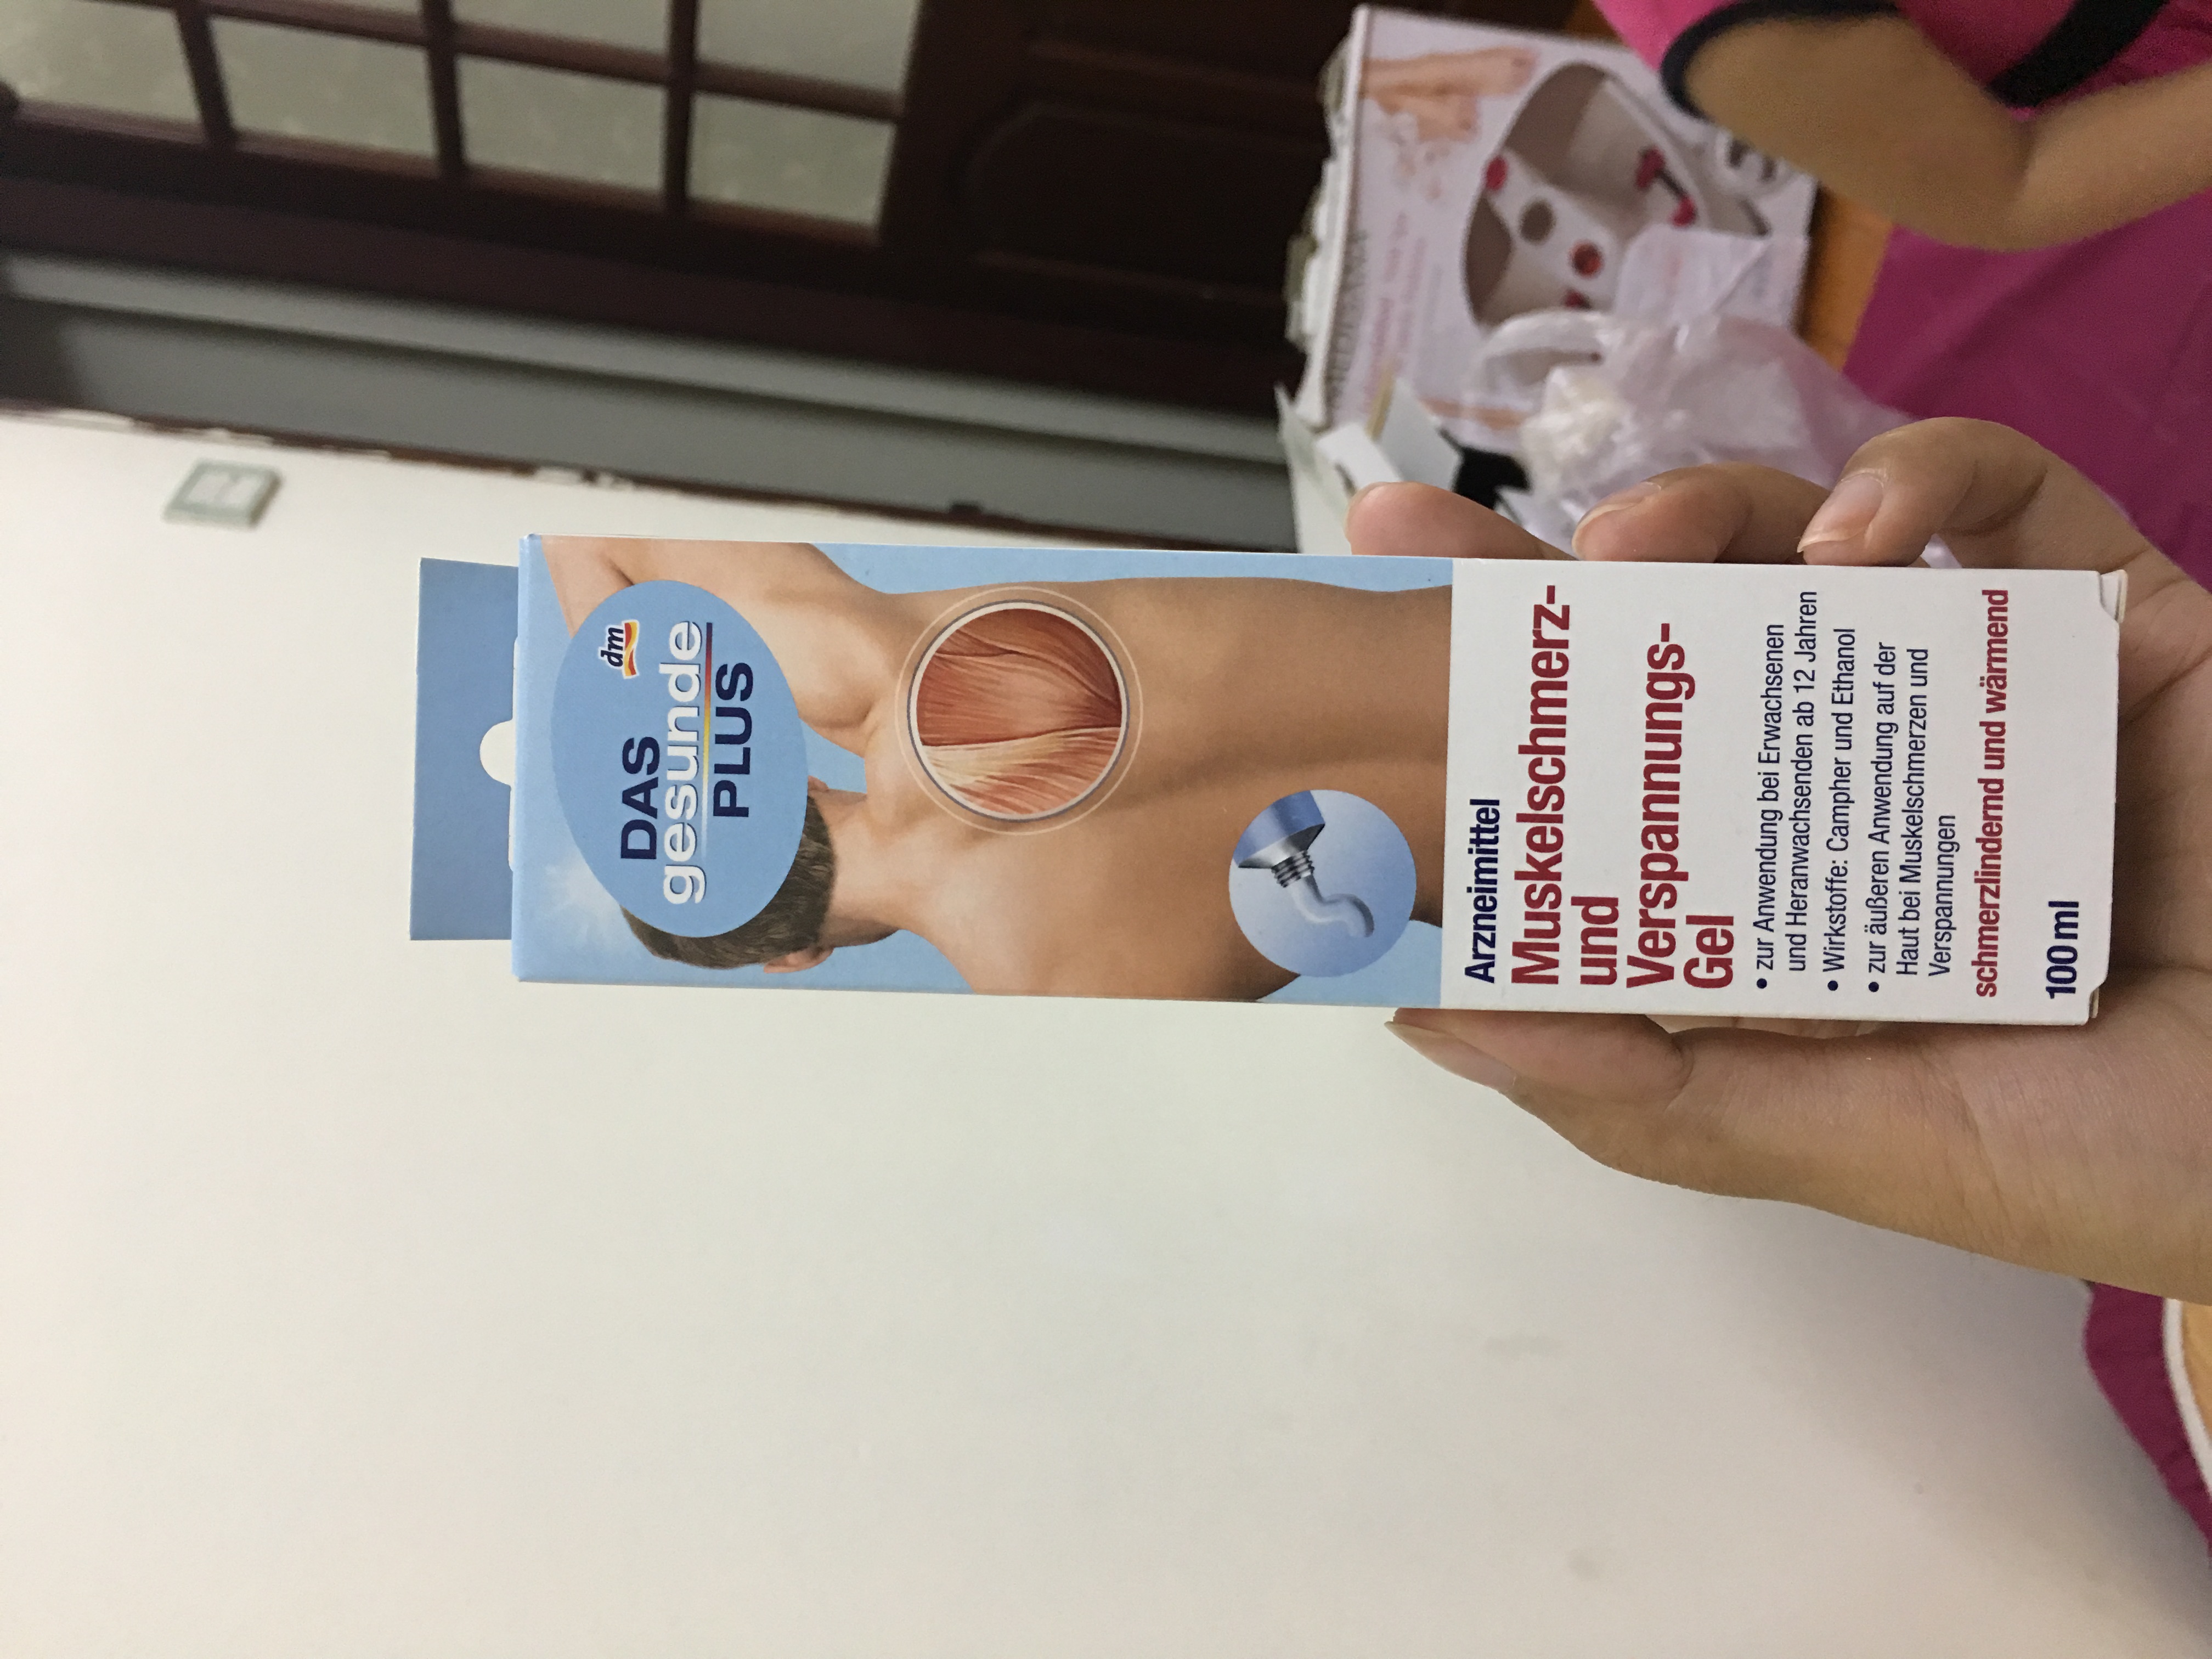 dm
DAS
gesunde
PLUS
Arzneimittel
Muskelschmerz-
und
Verspannungs-
Gel
• zur Anwendung bei Erwachsenen
und Heranwachsenden ab 12 Jahren
• Wirkstoffe: Campher und Ethanol
• zur äußeren Anwendung auf der
Haut bei Muskelschmerzen und
Verspannungen
schmerzlindernd und wärmend
100 ml